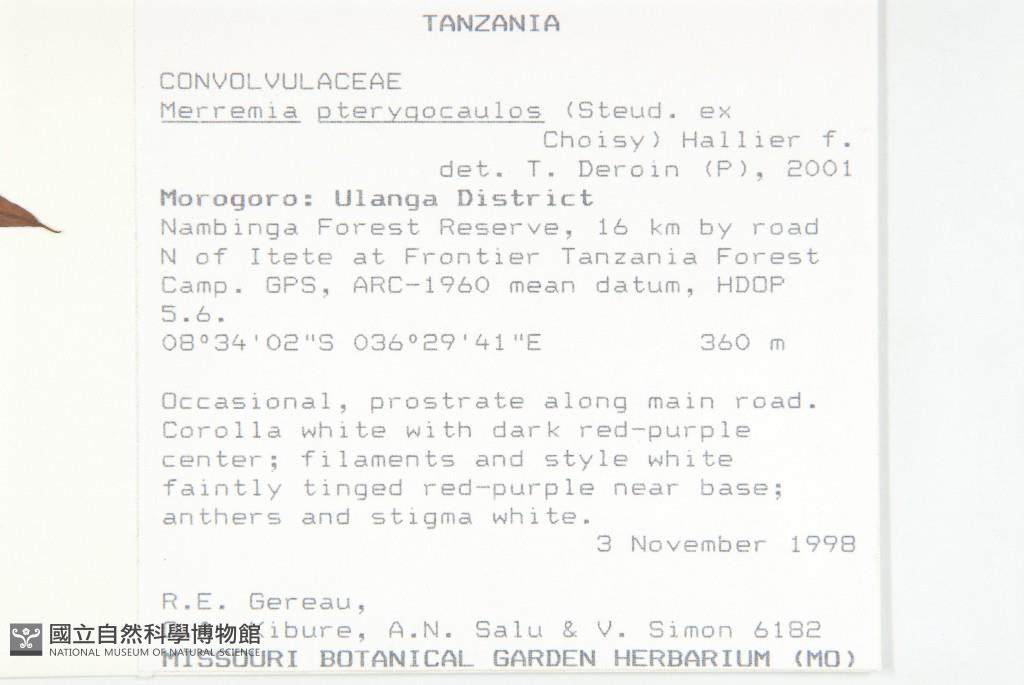 TANZANIA
CONVOLVULACEAE
Merremia pterygocaulos (Steud. ex
Choisy) Hallier f.
det. T. Deroin (P), 2001
Morogoro: Ulanga District
Nambinga Forest Reserve, 16 km by road
N of Itete at Frontier Tanzania Forest
Camp. GPS, ARC-1960 mean datum, HDOP
5.6.
08°34'02"S 036°29'41"E 360 m
Occasional, prostrate along main road.
Corolla white with dark red-purple
center; filaments and style white
faintly tinged red-purple near base;
anthers and stigma white.
3 November 1998
R.E. Gereau,
Kibure, A.N. Salu & V. Simon 6182
MISSOURI BOTANICAL GARDEN HERBARIUM (MO)
國立自然科學博物館
NATIONAL MUSEUM OF NATURAL SCIENCE